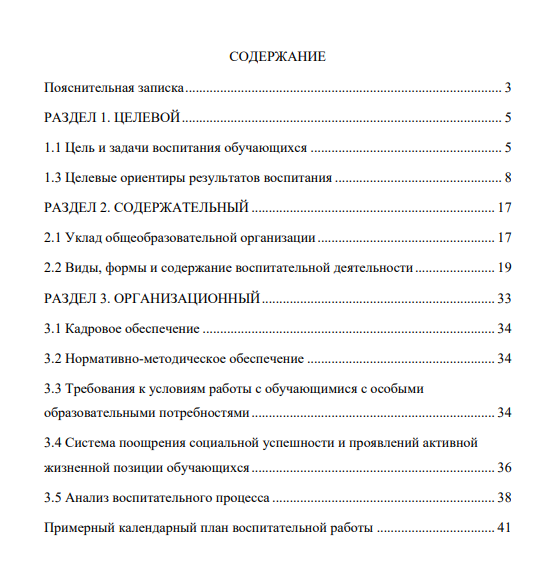 СОДЕРЖАНИЕ
Пояснительная записка 3
РАЗДЕЛ 1. ЦЕЛЕВОЙ 5
1.1 Цель и задачи воспитания обучающихся 5
1.3 Целевые ориентиры результатов воспитания 8
РАЗДЕЛ 2. СОДЕРЖАТЕЛЬНЫЙ 17
2.1 Уклад общеобразовательной организации 17
2.2 Виды, формы и содержание воспитательной деятельности 19
РАЗДЕЛ 3. ОРГАНИЗАЦИОННЫЙ 33
3.1 Кадровое обеспечение 34
3.2 Нормативно-методическое обеспечение 34
3.3 Требования к условиям работы с обучающимися с особыми
образовательными потребностями 34
3.4 Система поощрения социальной успешности и проявлений активной
жизненной позиции обучающихся 36
3.5 Анализ воспитательного процесса 38
Примерный календарный план воспитательной работы 41